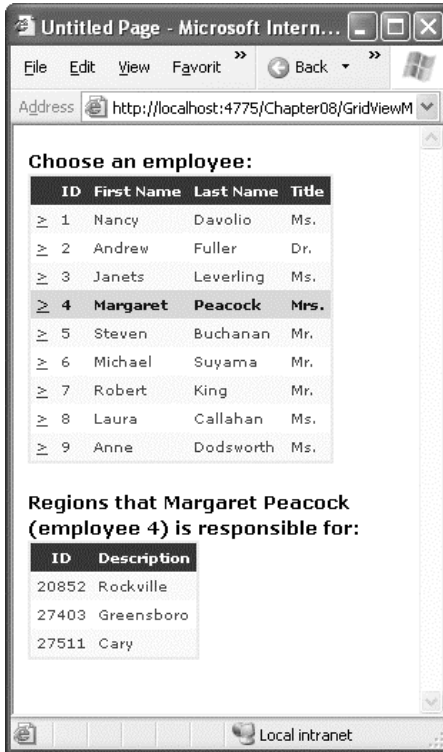 Untitled Page - Microsoft Intern...
File Edit View Favorit » Back »
Address http://localhost:4775/Chapter08/GridViewM
Choose an employee:
ID First Name Last Name Title
> 1 Nancy Davolio Ms.
> 2 Andrew Fuller Dr.
> 3 Janets Leverling Ms.
> 4 Margaret Peacock Mrs.
> 5 Steven Buchanan Mr.
> 6 Michael Suyama Mr.
> 7 Robert King Mr.
> 8 Laura Callahan Ms.
> 9 Anne Dodsworth Ms.
Regions that Margaret Peacock
(employee 4) is responsible for:
ID Description
20852 Rockville
27403 Greensboro
27511 Cary
Local intranet